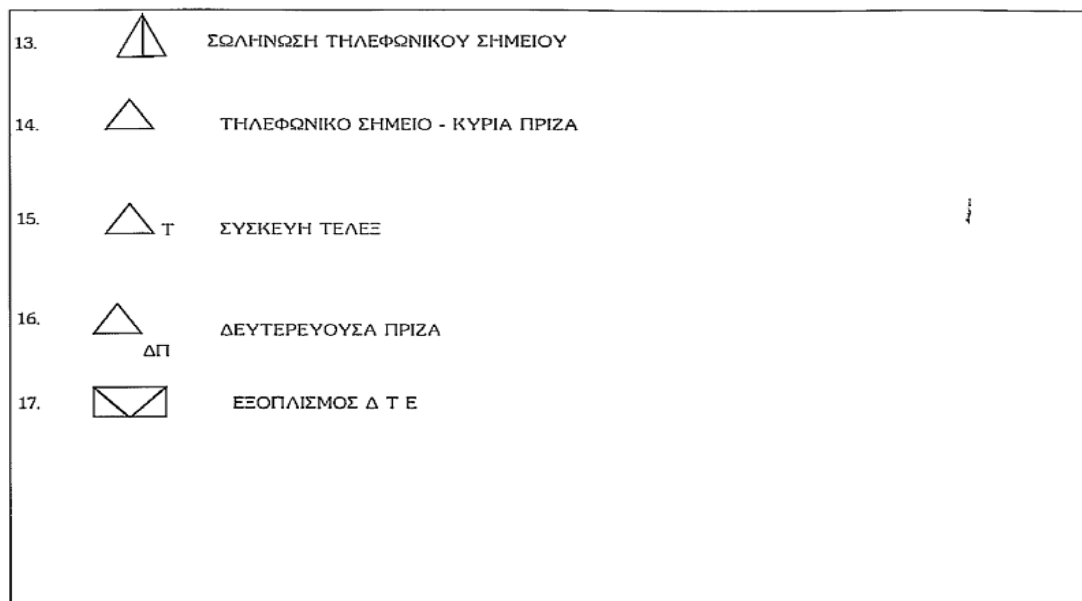 13. ΣΩΛΗΝΩΣΗ ΤΗΛΕΦΩΝΙΚΟΥ ΣΗΜΕΙΟΥ
14. ΤΗΛΕΦΩΝΙΚΟ ΣΗΜΕΙΟ - ΚΥΡΙΑ ΠΡΙΖΑ
15. Τ ΣΥΣΚΕΥΗ ΤΕΛΕΞ
16. ΔΕΥΤΕΡΕΥΟΥΣΑ ΠΡΙΖΑ
ΔΠ
17. ΕΞΟΠΛΙΣΜΟΣ Δ Τ Ε